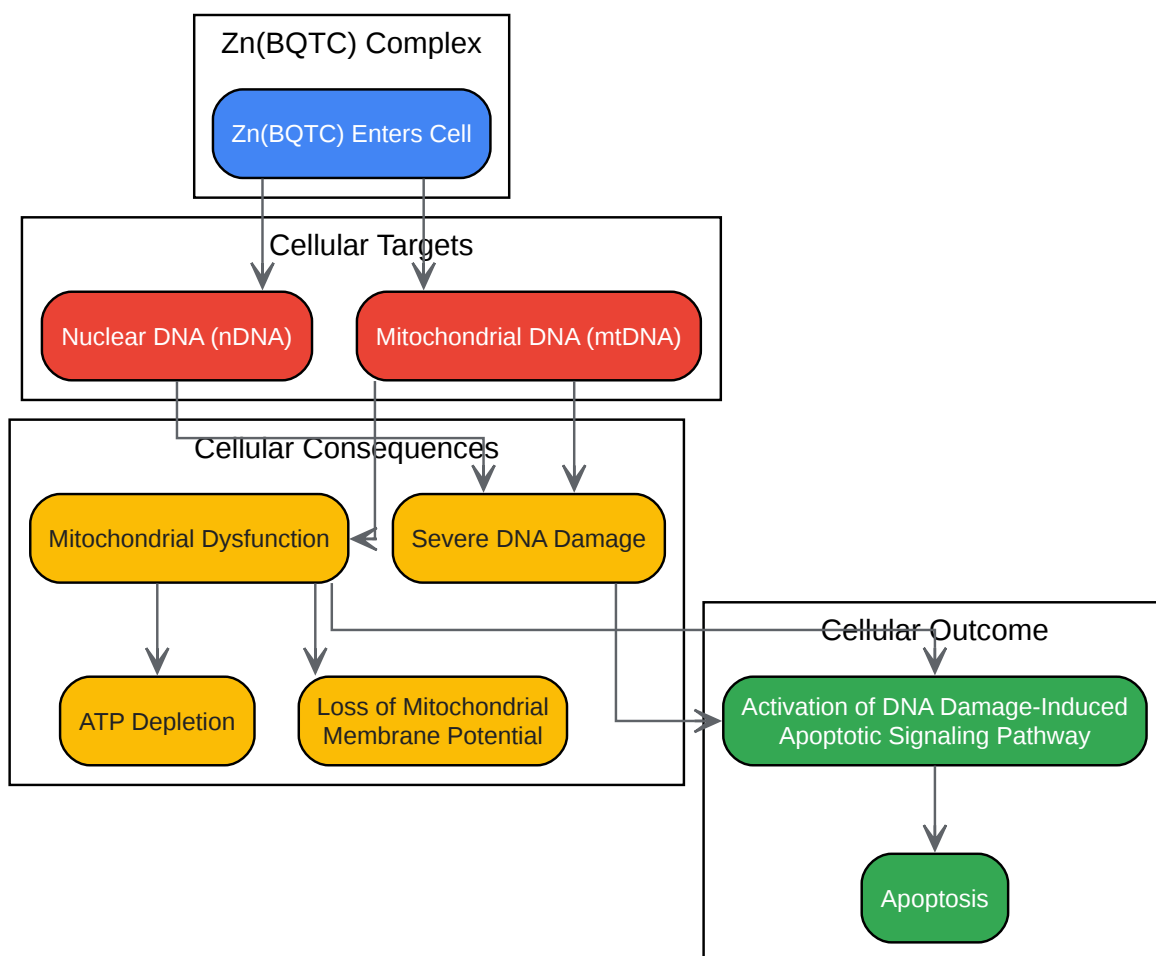 Zn(BQTC) Complex
Zn(BQTC) Enters Cell
Cellular Targets
Nuclear DNA (nDNA)
Mitochondrial DNA (mtDNA)
Cellular Consequences
Mitochondrial Dysfunction
Severe DNA Damage
ATP Depletion
Loss of Mitochondrial
Membrane Potential
Cellular Outcome
Activation of DNA Damage-Induced
Apoptotic Signaling Pathway
Apoptosis